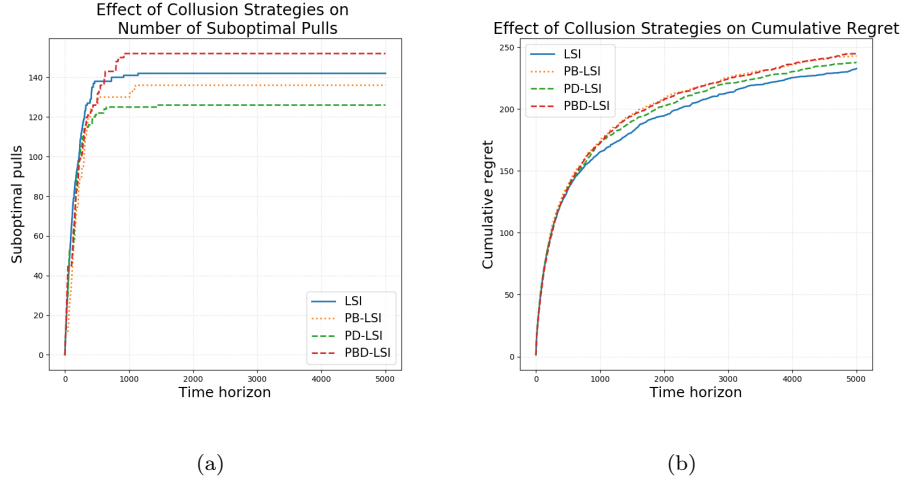 Effect of Collusion Strategies on
Number of Suboptimal Pulls
Suboptimal pulls
140
120
100
80
60
40
20
0
0
1000
2000
3000
4000
5000
Time horizon
LSI
PB-LSI
PD-LSI
PBD-LSI
(a)
Effect of Collusion Strategies on Cumulative Regret
Cumulative regret
250
200
150
100
50
0
0
1000
2000
3000
4000
5000
Time horizon
LSI
PB-LSI
PD-LSI
PBD-LSI
(b)